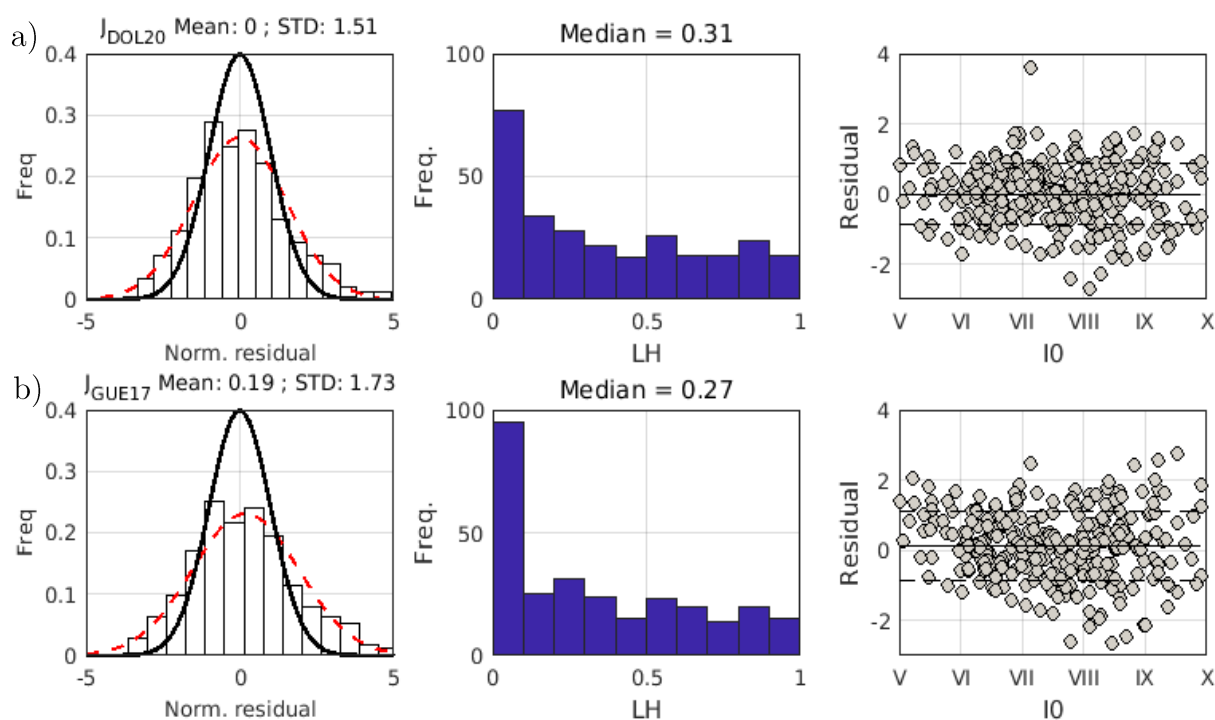 a)
J_DOL20 Mean: 0 ; STD: 1.51
Freq
0.4
0.3
0.2
0.1
0
-5
0
5
Norm. residual
Median = 0.31
Freq.
100
50
0
0
0.5
1
LH
Residual
4
2
0
-2
V
VI
VII
VIII
IX
X
I0
b)
J_GUE17 Mean: 0.19 ; STD: 1.73
Freq
0.4
0.3
0.2
0.1
0
-5
0
5
Norm. residual
Median = 0.27
Freq.
100
50
0
0
0.5
1
LH
Residual
4
2
0
-2
V
VI
VII
VIII
IX
X
I0